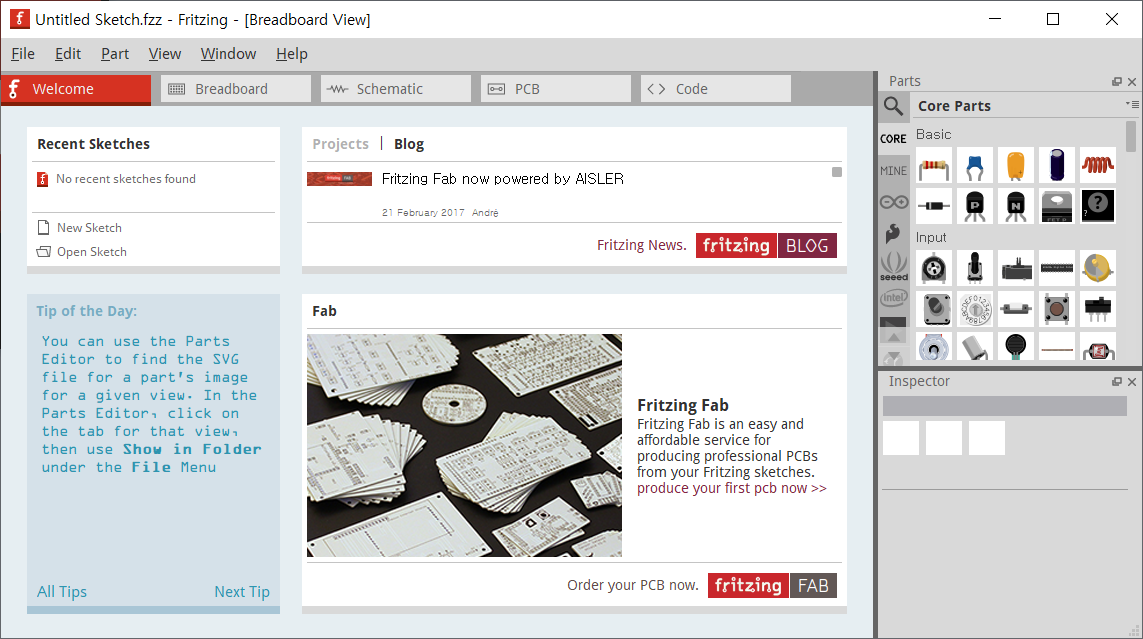 Untitled Sketch.fzz - Fritzing - [Breadboard View]
File Edit Part View Window Help
Welcome
Breadboard
Schematic
PCB
Code
Recent Sketches
No recent sketches found
New Sketch
Open Sketch
Projects Blog
Fritzing Fab now powered by AISLER
21 February 2017 André
Fritzing News. fritzing BLOG
Tip of the Day:
You can use the Parts
Editor to find the SVG
file for a part's image
for a given view. In the
Parts Editor, click on
the tab for that view,
then use Show in Folder
under the File Menu
All Tips Next Tip
Fab
Fritzing Fab
Fritzing Fab is an easy and
affordable service for
producing professional PCBs
from your Fritzing sketches.
produce your first pcb now >>
Order your PCB now. fritzing FAB
Parts
Core Parts
CORE
MINE
seeed
intel
Basic
P
N
?
?
Input
Inspector